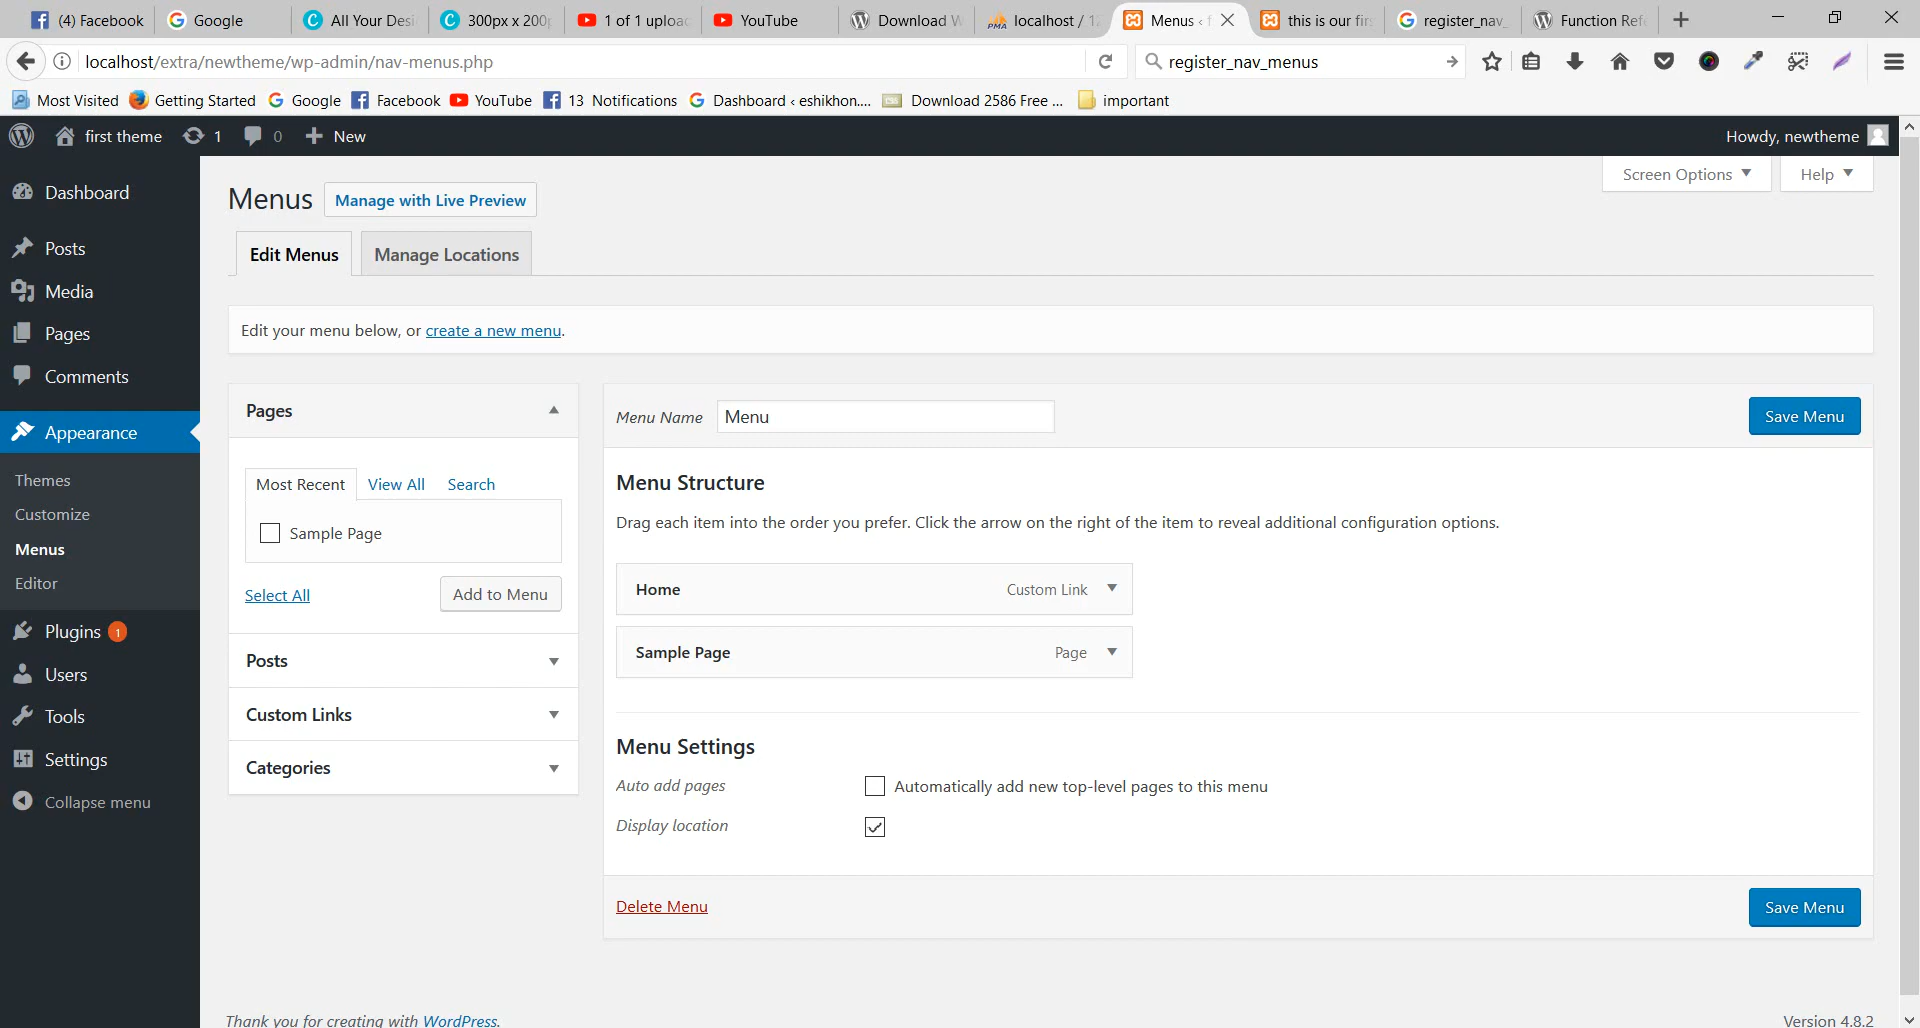 (4) Facebook
Google
All Your Desi
300px x 200p
1 of 1 uploac
YouTube
Download W
localhost / 12
Menus ‹ f
this is our firs
register_nav_
Function Refe
localhost/extra/newtheme/wp-admin/nav-menus.php
register_nav_menus
Most Visited
Getting Started
Google
Facebook
YouTube
13 Notifications
Dashboard ‹ eshikhon....
Download 2586 Free ...
important
first theme
1
0
New
Howdy, newtheme
Screen Options
Help
Dashboard
Posts
Media
Pages
Comments
Appearance
Themes
Customize
Menus
Editor
Plugins 1
Users
Tools
Settings
Collapse menu
Menus
Manage with Live Preview
Edit Menus
Manage Locations
Edit your menu below, or create a new menu.
Pages
Most Recent
View All
Search
Sample Page
Select All
Add to Menu
Posts
Custom Links
Categories
Menu Name
Menu
Save Menu
Menu Structure
Drag each item into the order you prefer. Click the arrow on the right of the item to reveal additional configuration options.
Home
Custom Link
Sample Page
Page
Menu Settings
Auto add pages
Automatically add new top-level pages to this menu
Display location
Delete Menu
Save Menu
Thank you for creating with WordPress.
Version 4.8.2